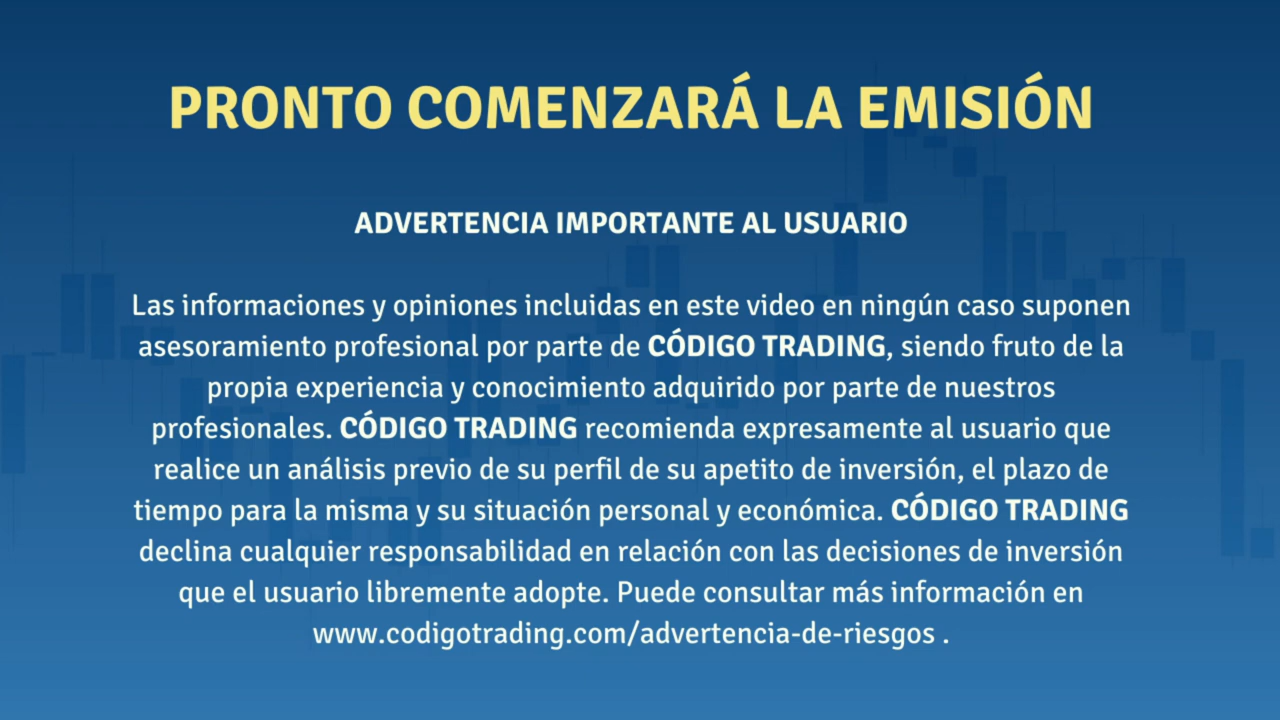 PRONTO COMENZARÁ LA EMISIÓN
ADVERTENCIA IMPORTANTE AL USUARIO
Las informaciones y opiniones incluidas en este video en ningún caso suponen
asesoramiento profesional por parte de CÓDIGO TRADING, siendo fruto de la
propia experiencia y conocimiento adquirido por parte de nuestros
profesionales. CÓDIGO TRADING recomienda expresamente al usuario que
realice un análisis previo de su perfil de su apetito de inversión, el plazo de
tiempo para la misma y su situación personal y económica. CÓDIGO TRADING
declina cualquier responsabilidad en relación con las decisiones de inversión
que el usuario libremente adopte. Puede consultar más información en
www.codigotrading.com/advertencia-de-riesgos .